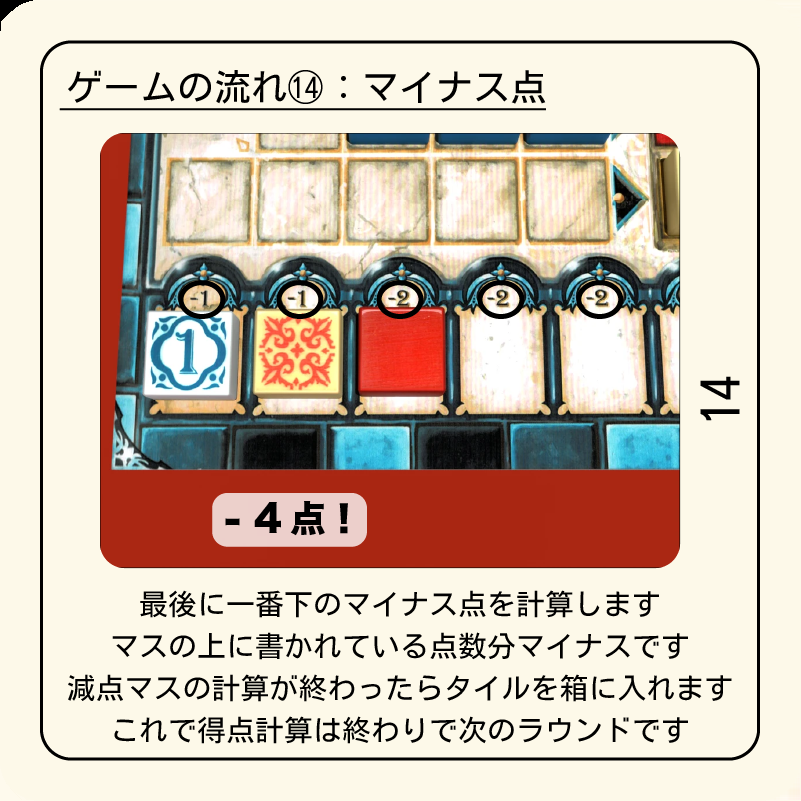 ゲームの流れ⑭：マイナス点
-1 -1 -2 -2 -2
1
-４点！
14
最後に一番下のマイナス点を計算します
マスの上に書かれている点数分マイナスです
減点マスの計算が終わったらタイルを箱に入れます
これで得点計算は終わりで次のラウンドです